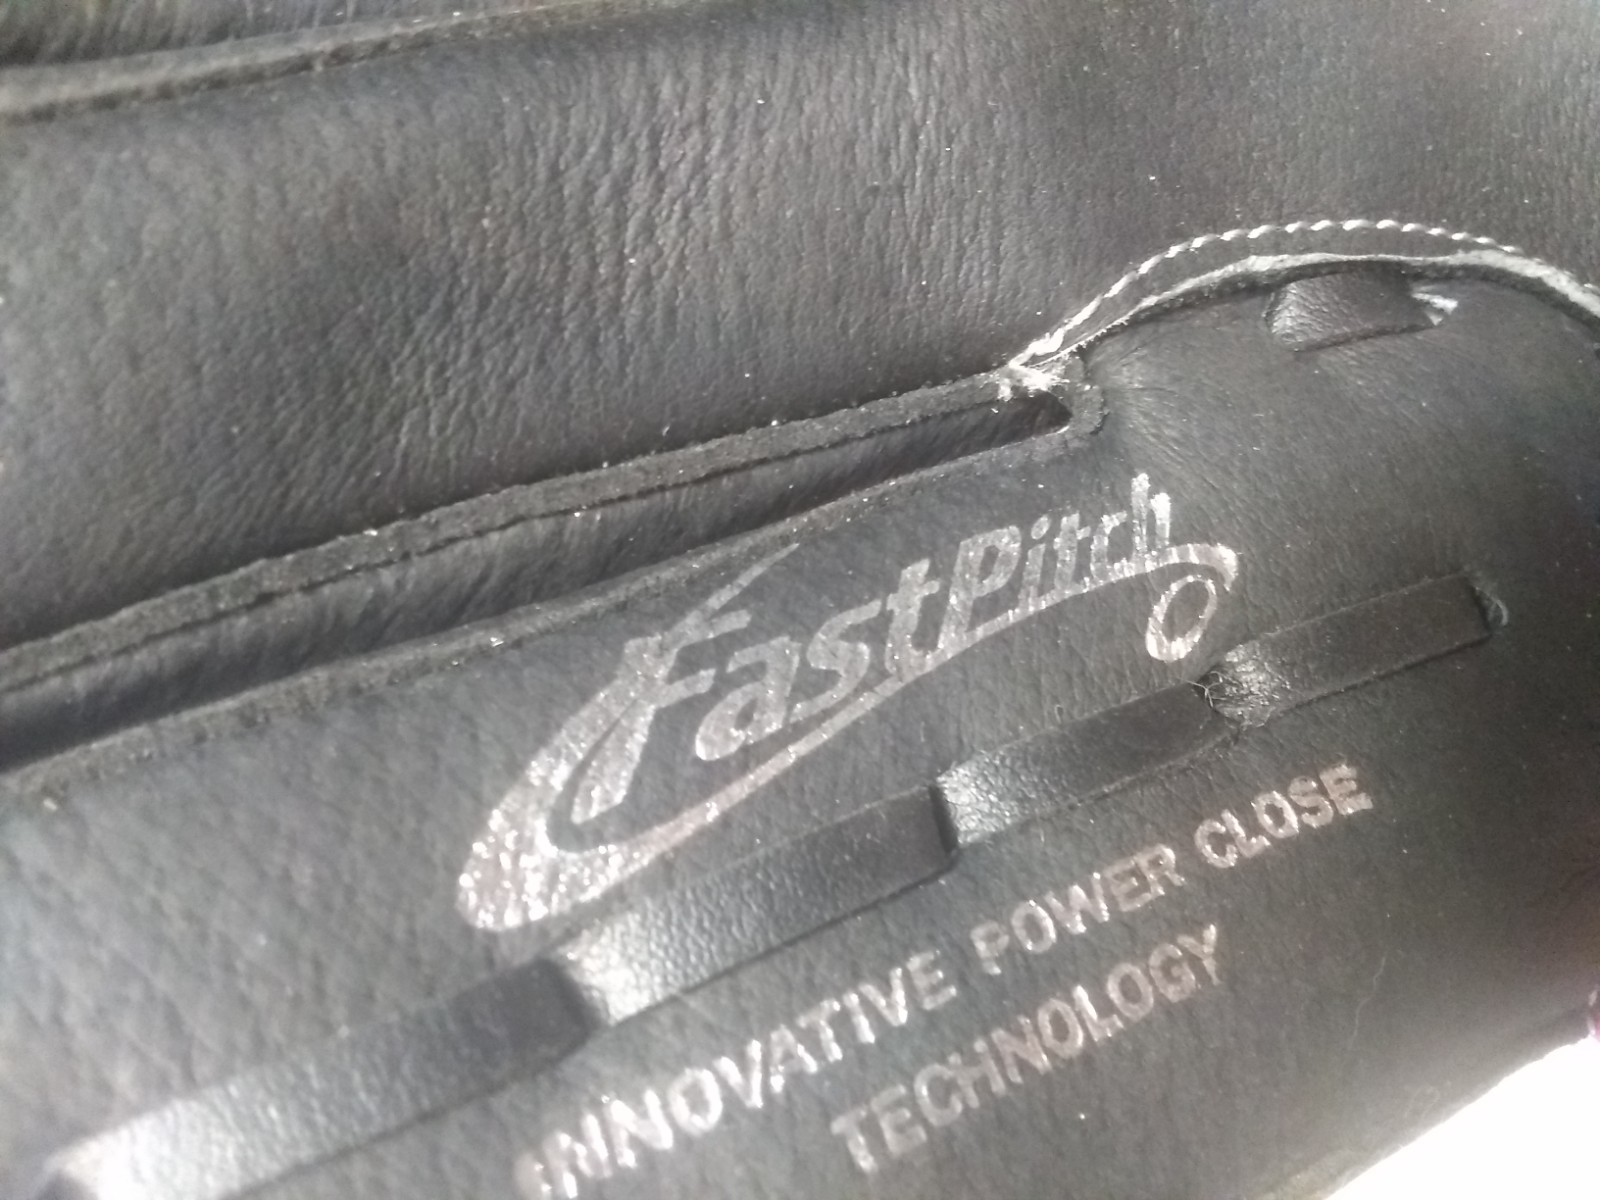 FastPitch
INNOVATIVE POWER CLOSE
TECHNOLOGY